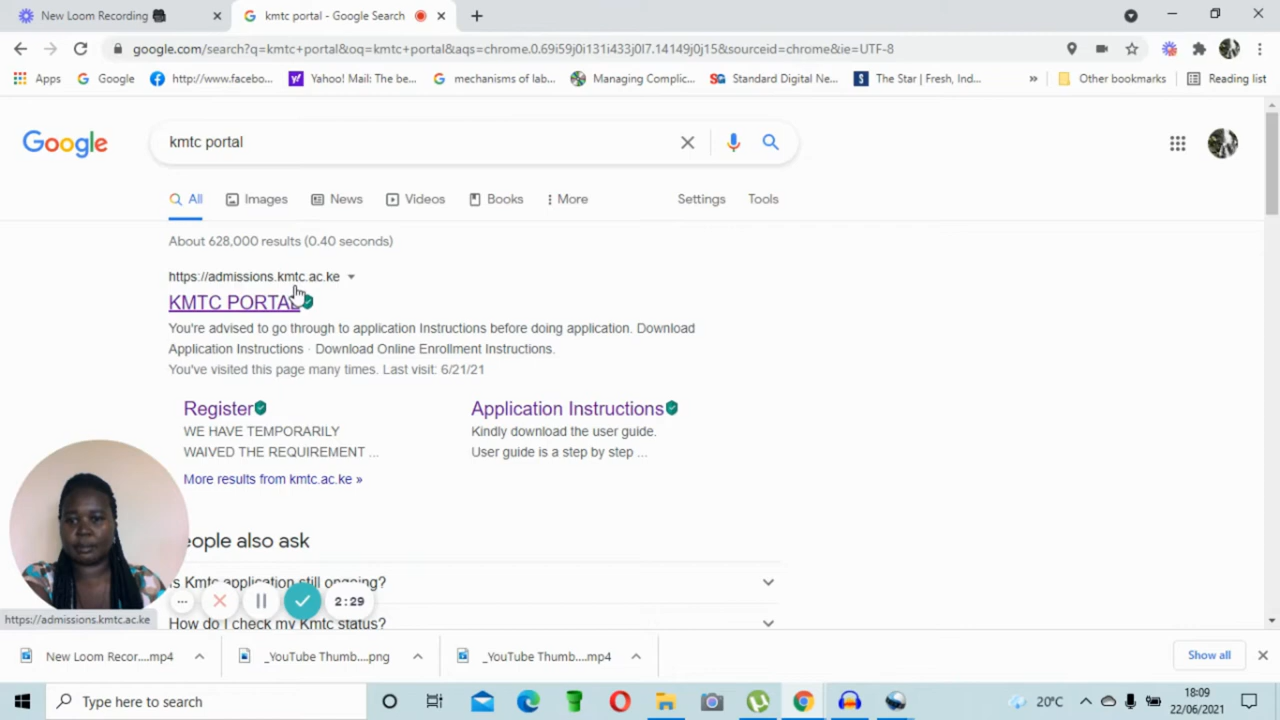 New Loom Recording
kmtc portal - Google Search
google.com/search?q=kmtc+portal&oq=kmtc+portal&aqs=chrome.0.69i59j0i131i433j0l7.14149j0j15&sourceid=chrome&ie=UTF-8
Apps
Google
http://www.facebo...
Yahoo! Mail: The be...
mechanisms of lab...
Managing Complic...
SG
Standard Digital Ne...
S
The Star | Fresh, Ind...
»
Other bookmarks
Reading list
Google
kmtc portal
All
Images
News
Videos
Books
More
Settings
Tools
About 628,000 results (0.40 seconds)
https://admissions.kmtc.ac.ke
KMTC PORTAL
You're advised to go through to application Instructions before doing application. Download
Application Instructions · Download Online Enrollment Instructions.
You've visited this page many times. Last visit: 6/21/21
Register
Application Instructions
WE HAVE TEMPORARILY
Kindly download the user guide.
WAIVED THE REQUIREMENT ...
User guide is a step by step ...
More results from kmtc.ac.ke »
eople also ask
Is Kmtc application still ongoing?
2:29
How do I check my Kmtc status?
https://admissions.kmtc.ac.ke
New Loom Recor....mp4
_YouTube Thumb....png
_YouTube Thumb....mp4
Show all
Type here to search
20°C
18:09
22/06/2021